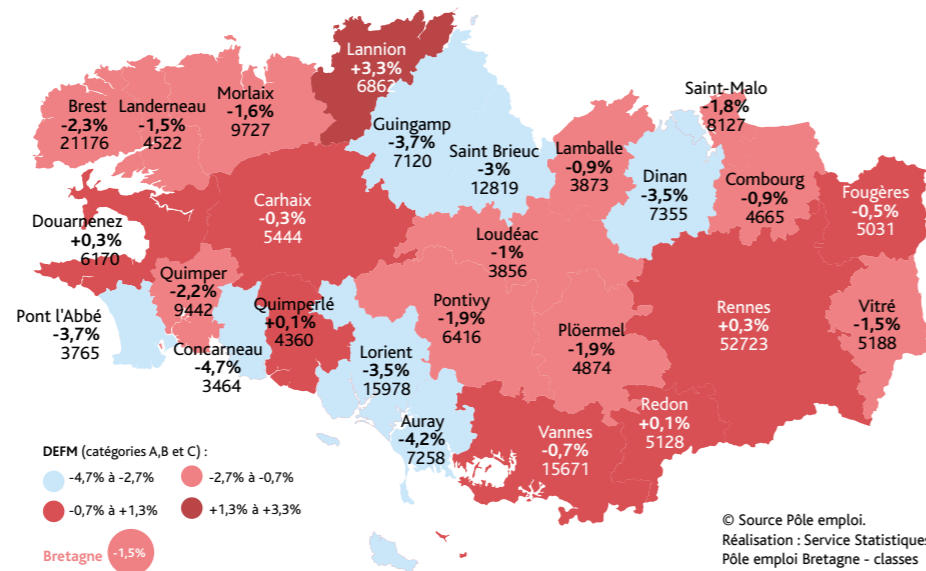 Lannion
+3,3%
6862
Brest
-2,3%
21176
Landerneau
-1,5%
4522
Morlaix
-1,6%
9727
Guingamp
-3,7%
7120
Saint Brieuc
-3%
12819
Lamballe
-0,9%
3873
Saint-Malo
-1,8%
8127
Dinan
-3,5%
7355
Combourg
-0,9%
4665
Fougères
-0,5%
5031
Carhaix
-0,3%
5444
Douarnenez
+0,3%
6170
Loudéac
-1%
3856
Quimper
-2,2%
9442
Quimperlé
+0,1%
4360
Pont l'Abbé
-3,7%
3765
Concarneau
-4,7%
3464
Pontivy
-1,9%
6416
Plöermel
-1,9%
4874
Rennes
+0,3%
52723
Vitré
-1,5%
5188
Lorient
-3,5%
15978
Auray
-4,2%
7258
Vannes
-0,7%
15671
Redon
+0,1%
5128
DEFM (catégories A,B et C) :
-4,7% à -2,7%
-2,7% à -0,7%
-0,7% à +1,3%
+1,3% à +3,3%
Bretagne -1,5%
© Source Pôle emploi.
Réalisation : Service Statistiques
Pôle emploi Bretagne - classes